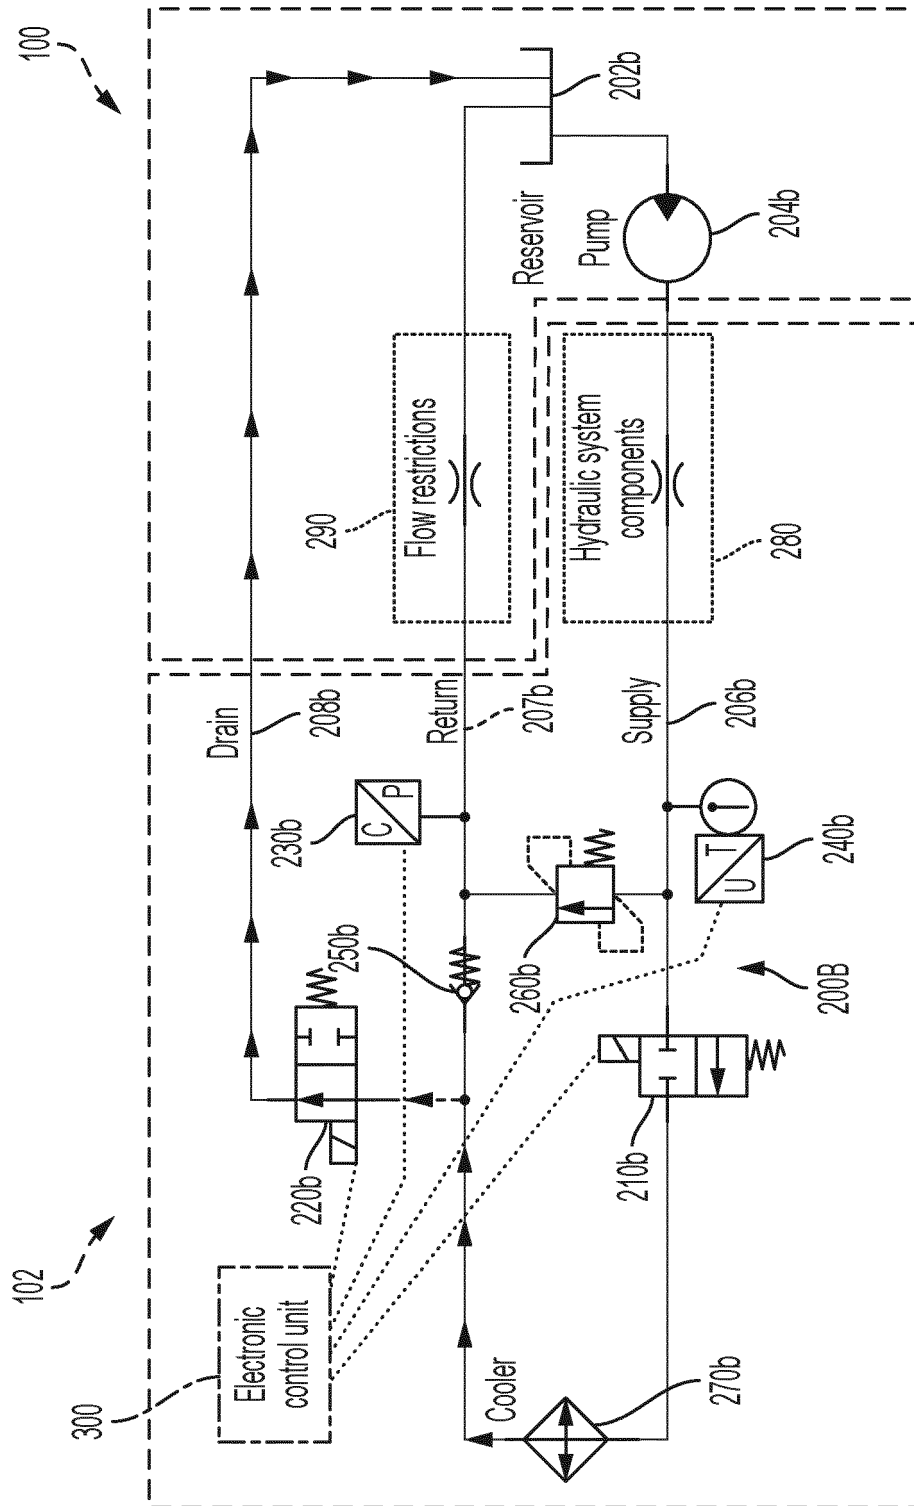 100
102
300
Electronic
control unit
220b
230b
C
P
Drain
208b
290
Flow restrictions
250b
Return
207b
Reservoir
202b
Cooler
270b
260b
210b
200B
U
T
240b
Supply
206b
Hydraulic system
components
280
Pump
204b